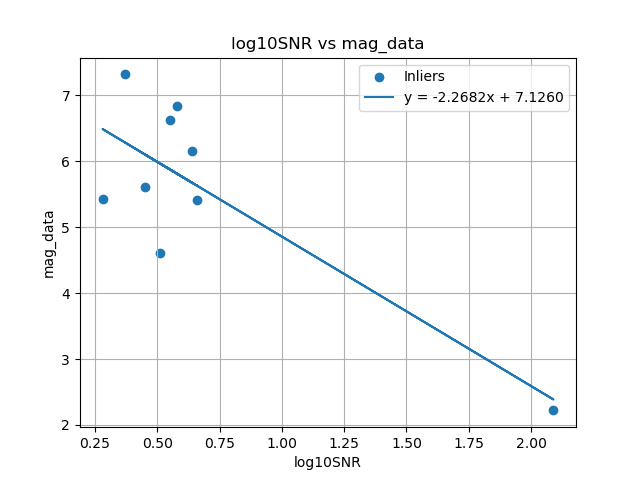 log10SNR vs mag_data
Inliers
y = -2.2682x + 7.1260
7
6
5
4
3
2
mag_data
0.25 0.50 0.75 1.00 1.25 1.50 1.75 2.00
log10SNR